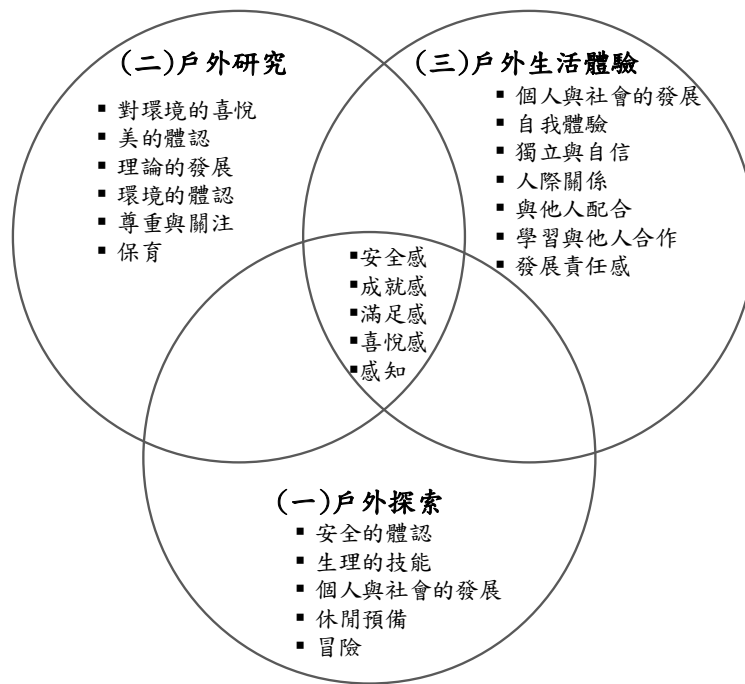 (二)戶外研究
▪ 對環境的喜悅
▪ 美的體認
▪ 理論的發展
▪ 環境的體認
▪ 尊重與關注
▪ 保育
(三)戶外生活體驗
▪ 個人與社會的發展
▪ 自我體驗
▪ 獨立與自信
▪ 人際關係
▪ 與他人配合
▪ 學習與他人合作
▪ 發展責任感
▪安全感
▪成就感
▪滿足感
▪喜悅感
▪感知
(一)戶外探索
▪ 安全的體認
▪ 生理的技能
▪ 個人與社會的發展
▪ 休閒預備
▪ 冒險